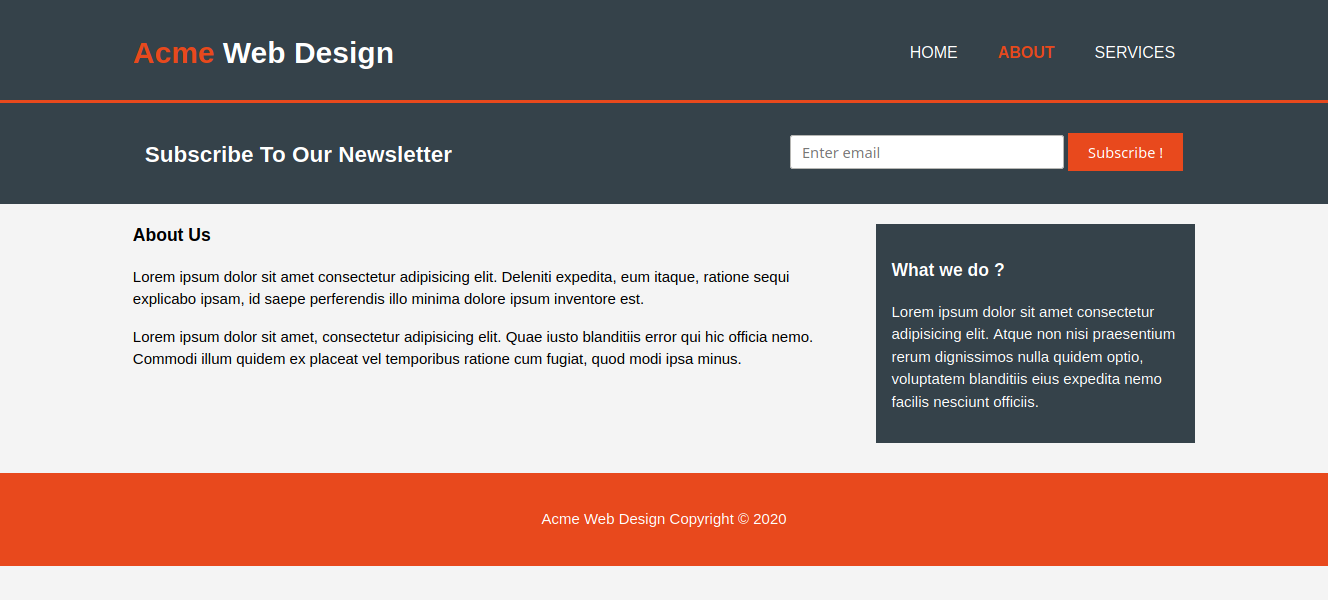 Acme Web Design
HOME
ABOUT
SERVICES
Subscribe To Our Newsletter
Enter email
Subscribe !
About Us
Lorem ipsum dolor sit amet consectetur adipisicing elit. Deleniti expedita, eum itaque, ratione sequi
explicabo ipsam, id saepe perferendis illo minima dolore ipsum inventore est.
Lorem ipsum dolor sit amet, consectetur adipisicing elit. Quae iusto blanditiis error qui hic officia nemo.
Commodi illum quidem ex placeat vel temporibus ratione cum fugiat, quod modi ipsa minus.
What we do ?
Lorem ipsum dolor sit amet consectetur
adipisicing elit. Atque non nisi praesentium
rerum dignissimos nulla quidem optio,
voluptatem blanditiis eius expedita nemo
facilis nesciunt officiis.
Acme Web Design Copyright © 2020